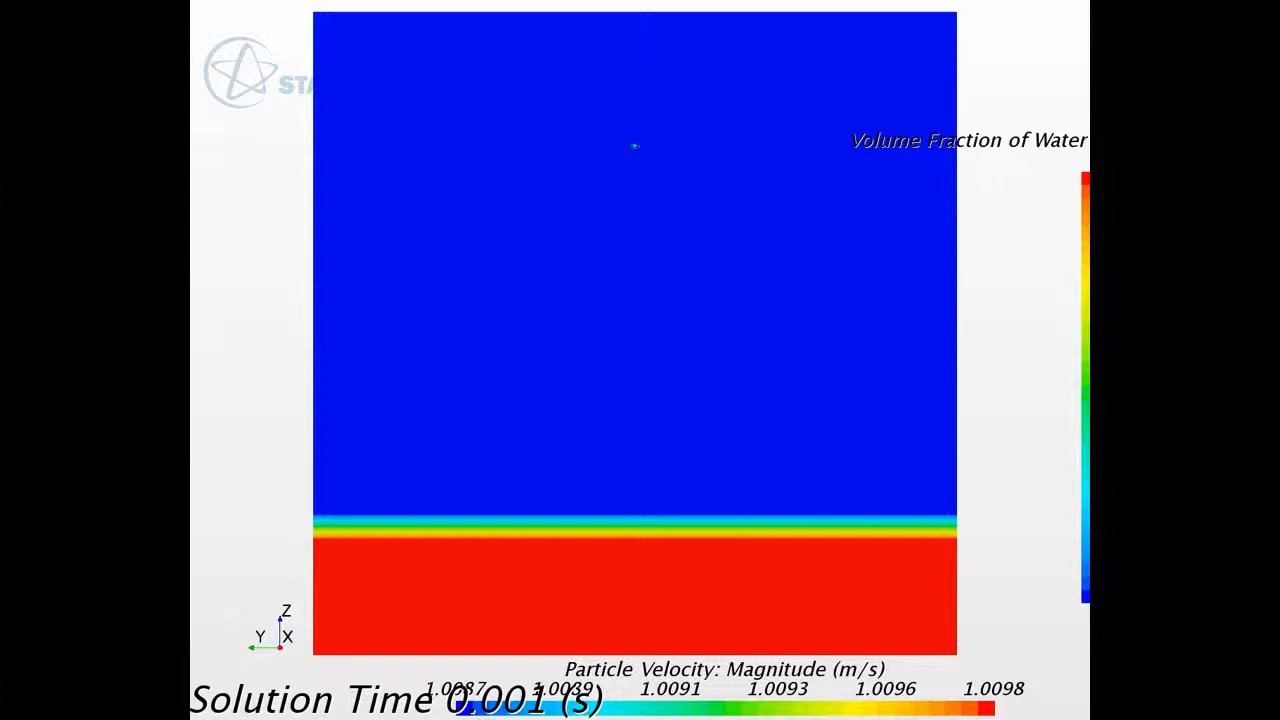 STA
Volume Fraction of Water
Z
Y X
Particle Velocity: Magnitude (m/s)
1.0087 1.0089 1.0091 1.0093 1.0096 1.0098
Solution Time 0.001 (s)